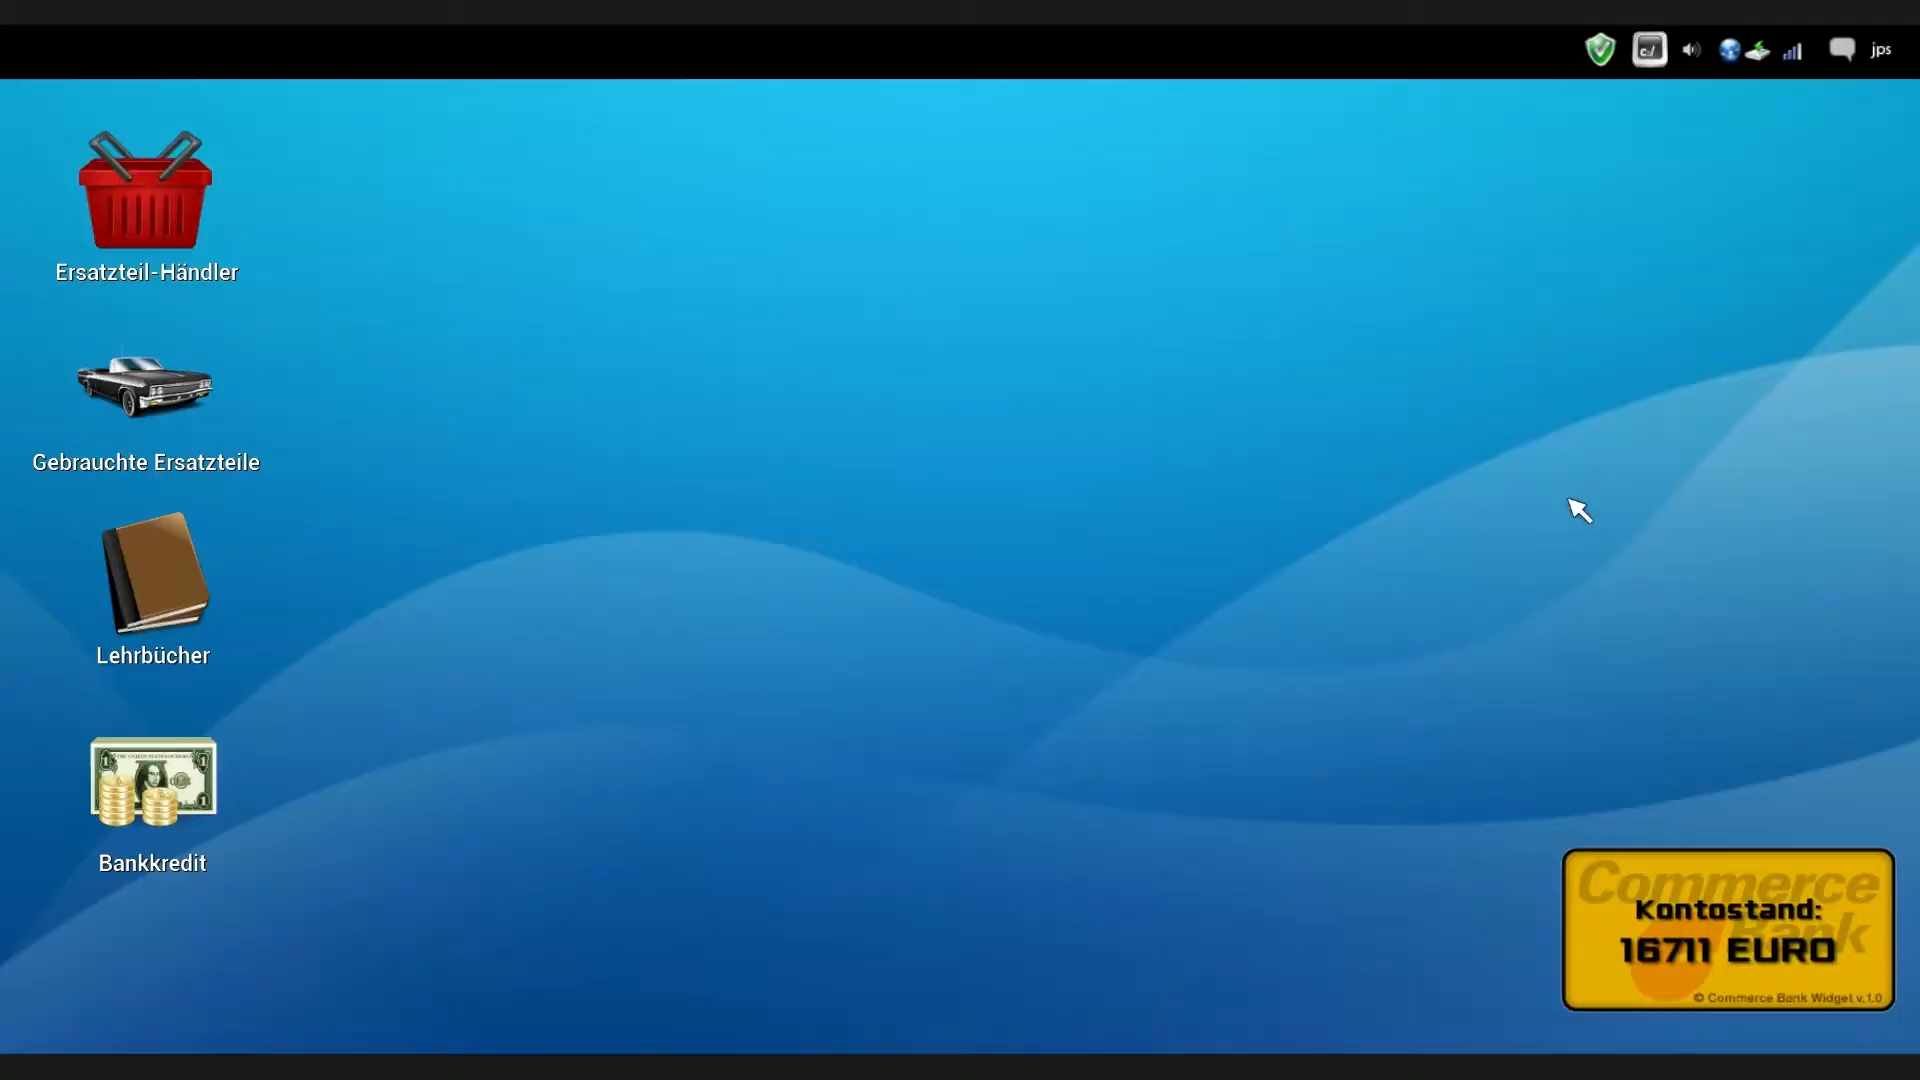 c:/
jps
Ersatzteil-Händler
Gebrauchte Ersatzteile
Lehrbücher
Bankkredit
Commerce Bank
Kontostand:
16711 EURO
© Commerce Bank Widget v.1.0